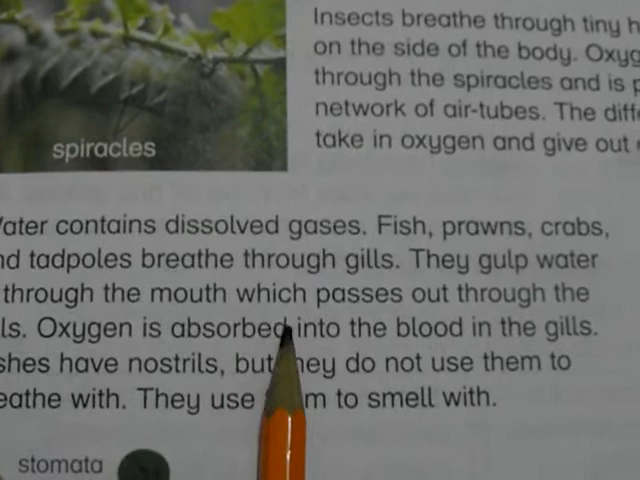 Insects breathe through tiny h
on the side of the body. Oxyg
through the spiracles and is p
network of air-tubes. The diff
take in oxygen and give out
spiracles
ater contains dissolved gases. Fish, prawns, crabs,
nd tadpoles breathe through gills. They gulp water
through the mouth which passes out through the
ls. Oxygen is absorbed into the blood in the gills.
shes have nostrils, but hey do not use them to
eathe with. They use m to smell with.
stomata